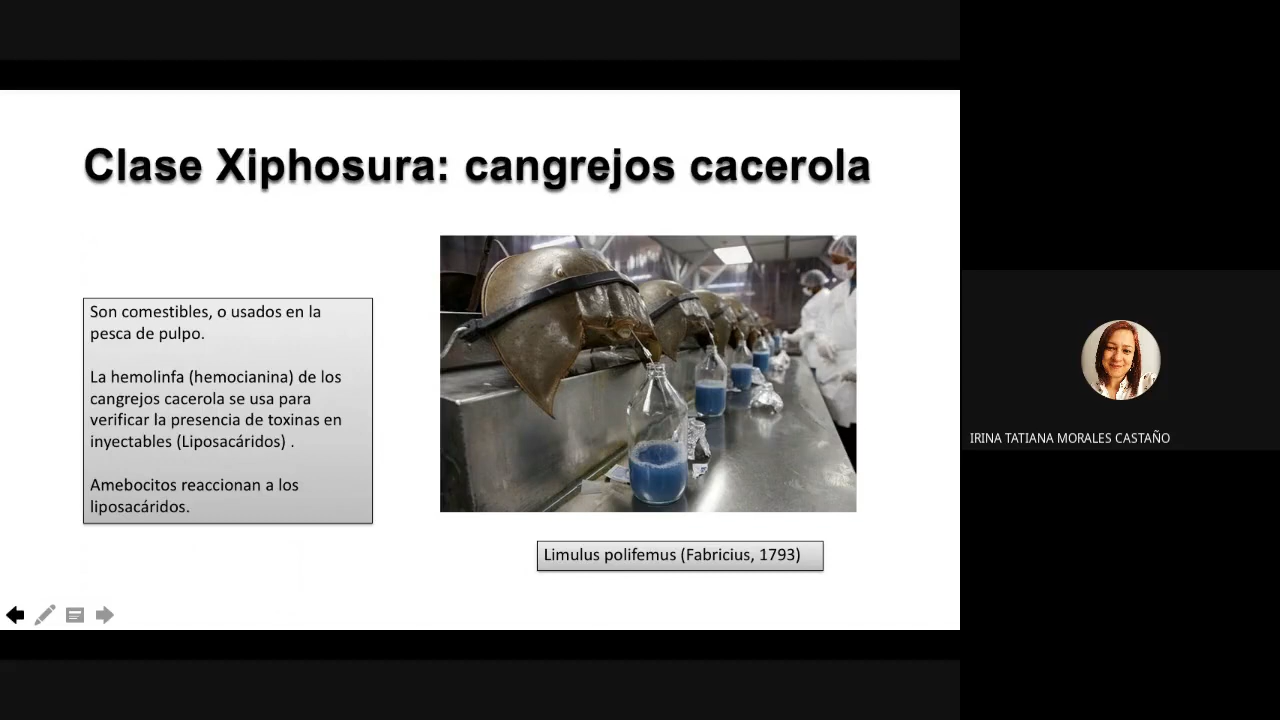 Clase Xiphosura: cangrejos cacerola
Son comestibles, o usados en la
pesca de pulpo.
La hemolinfa (hemocianina) de los
cangrejos cacerola se usa para
verificar la presencia de toxinas en
inyectables (Liposacáridos) .
Amebocitos reaccionan a los
liposacáridos.
Limulus polifemus (Fabricius, 1793)
IRINA TATIANA MORALES CASTAÑO